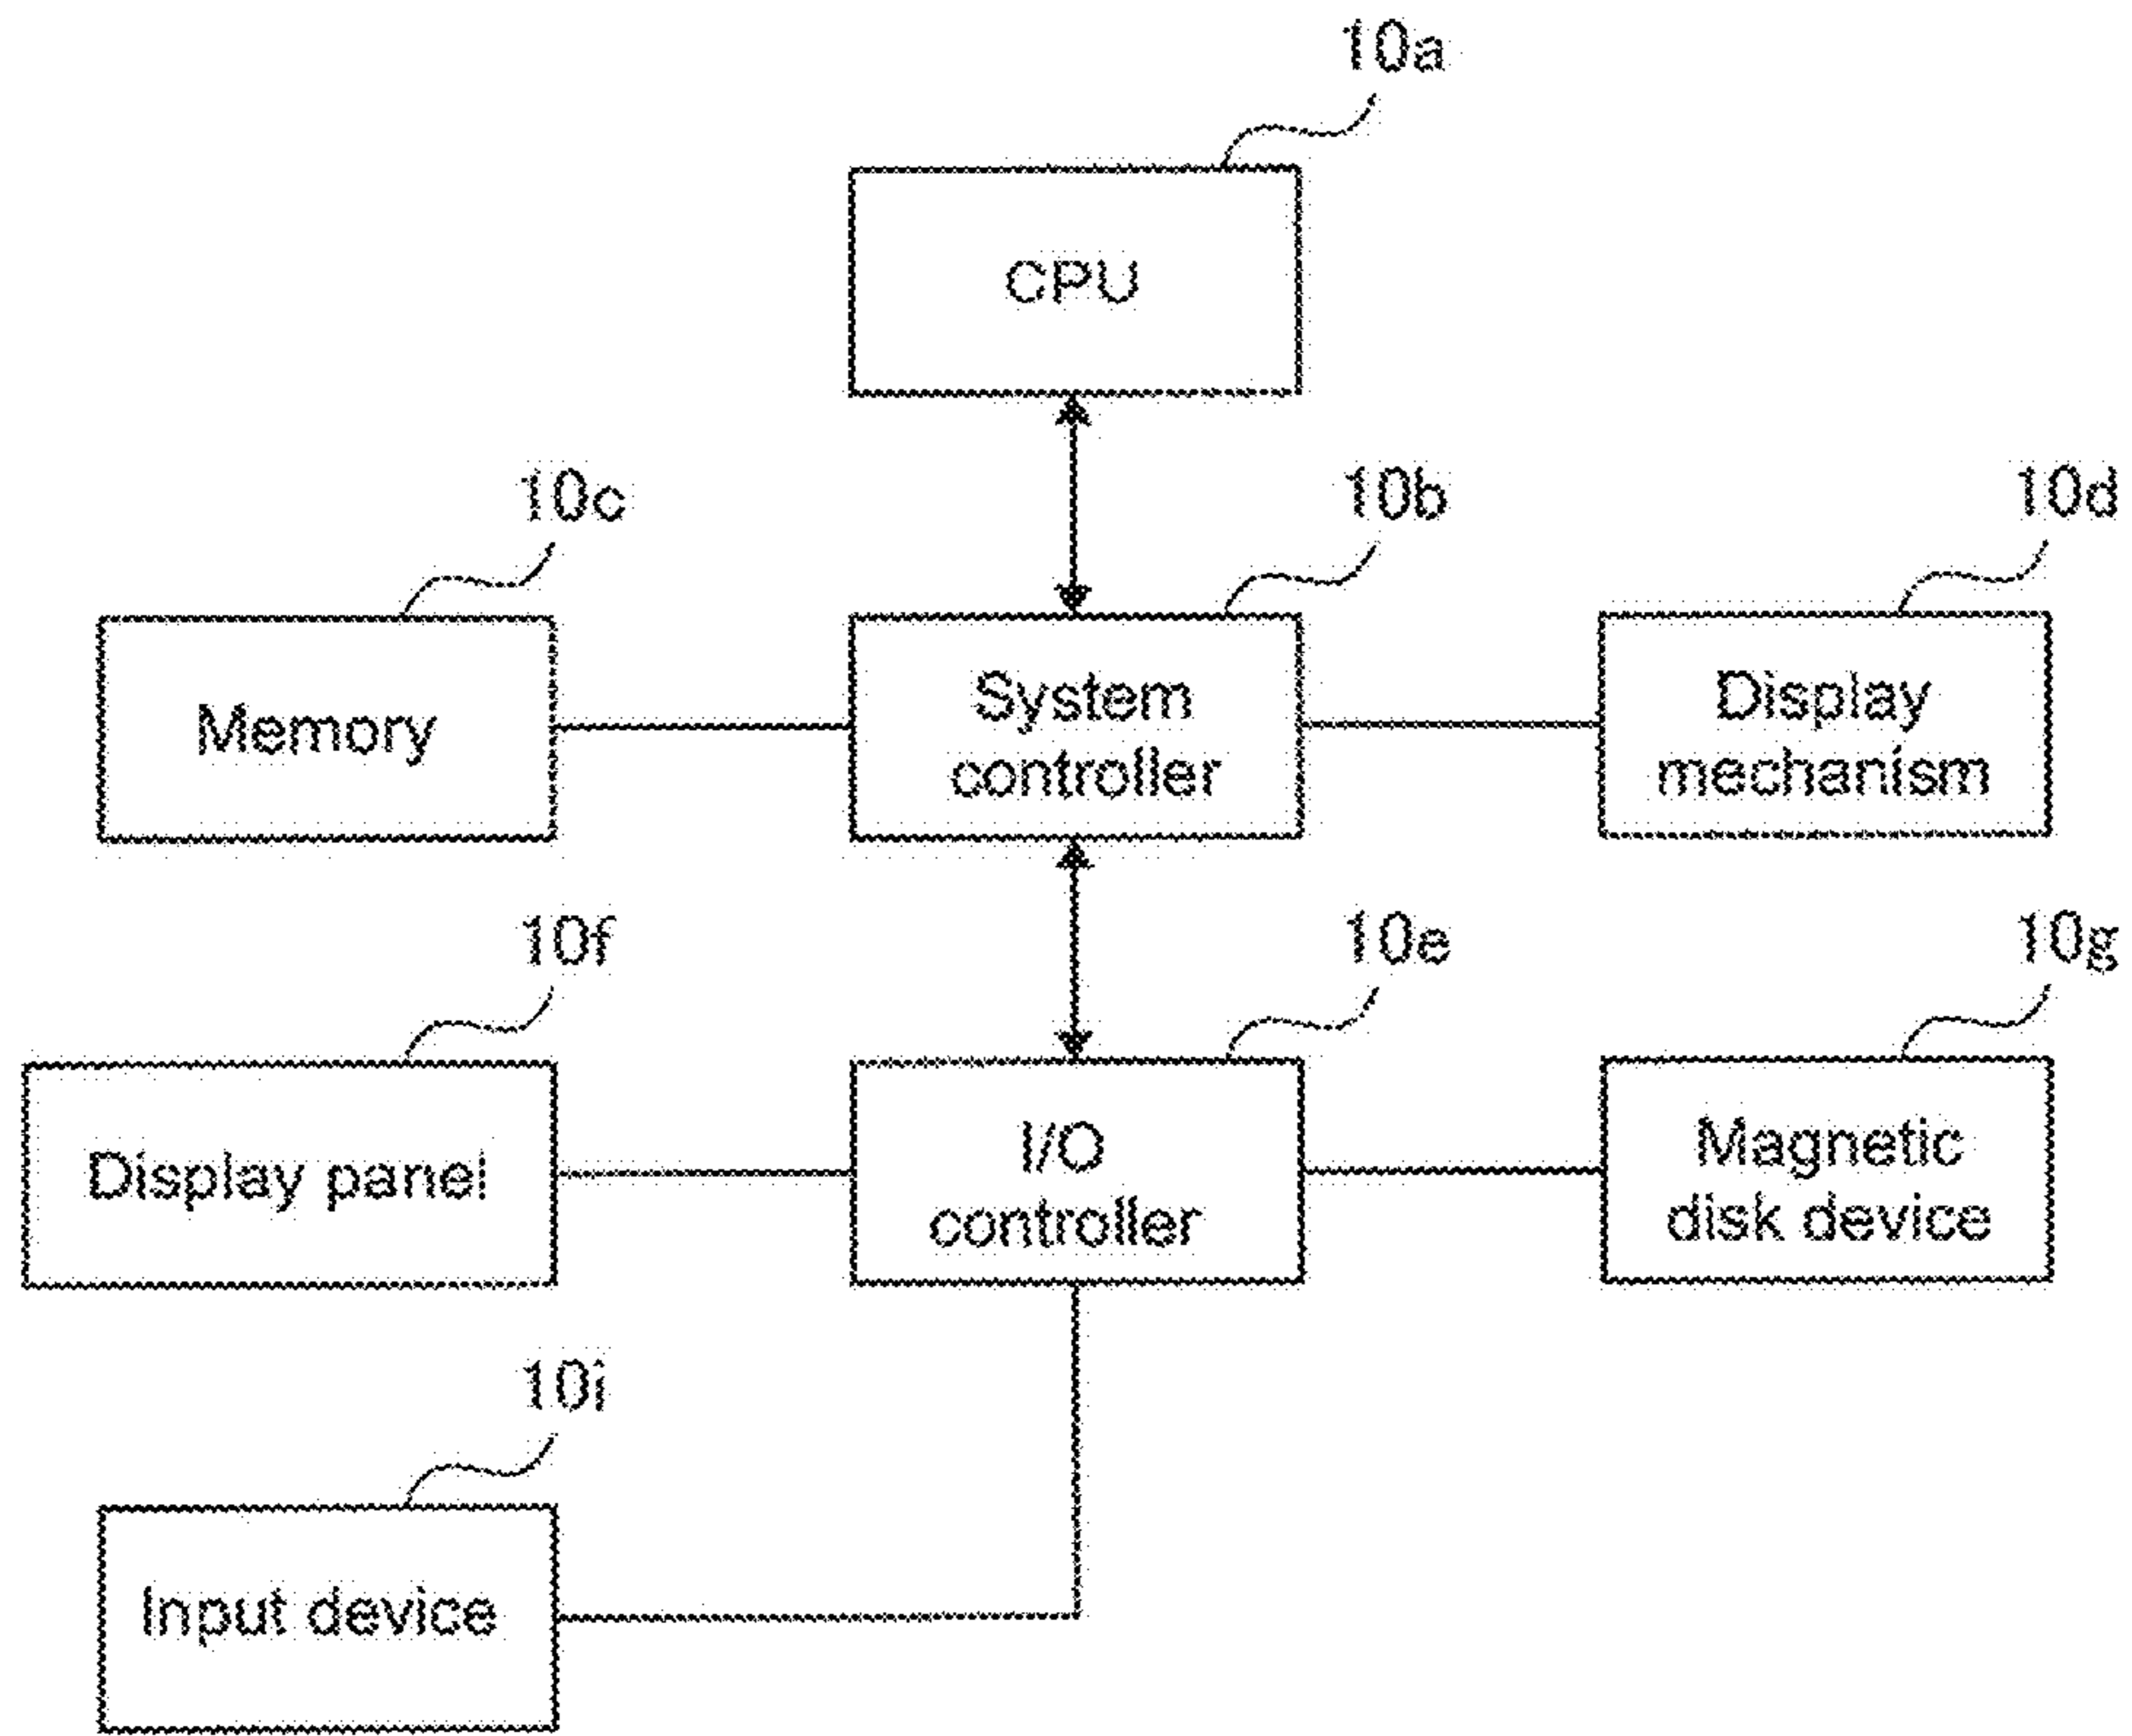 10a
CPU
10c
10b
10d
Memory
System
controller
Display
mechanism
10f
10e
10g
Display panel
I/O
controller
Magnetic
disk device
10i
Input device